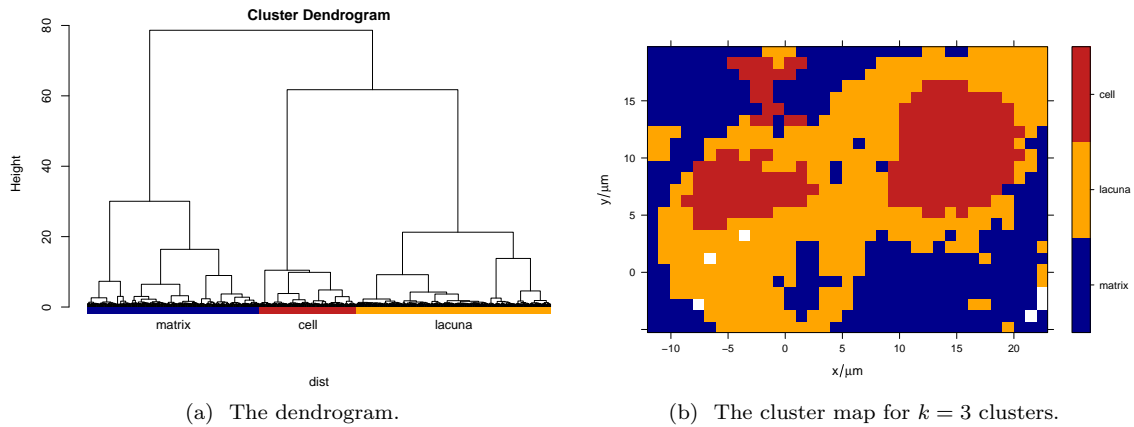 Cluster Dendrogram
80
60
40
20
0
Height
matrix cell lacuna
dist
(a) The dendrogram.
15
10
5
0
y/μm
−10 −5 0 5 10 15 20
x/μm
cell
lacuna
matrix
(b) The cluster map for k = 3 clusters.